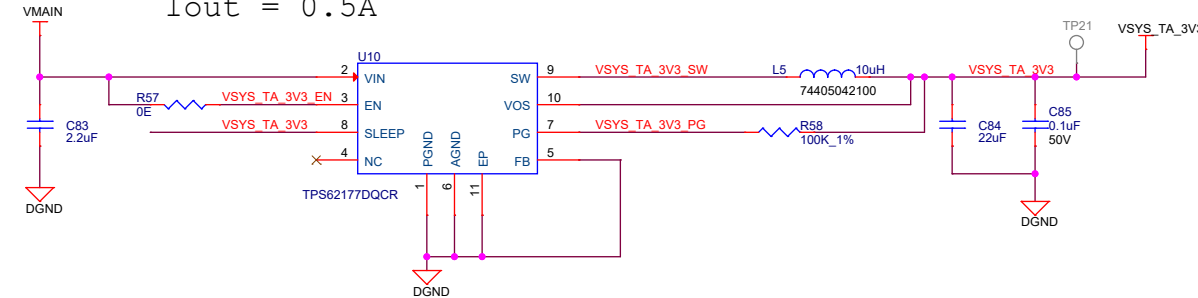 Iout = 0.5A
VMAIN
TP21
VSYS_TA_3V3
U10
2
VIN
SW
9
VSYS_TA_3V3_SW
L5
10uH
VSYS_TA_3V3
74405042100
R57
0E
VSYS_TA_3V3_EN
3
EN
VOS
10
C83
2.2uF
VSYS_TA_3V3
8
SLEEP
PG
7
VSYS_TA_3V3_PG
R58
100K_1%
C84
22uF
C85
0.1uF
50V
4
NC
PGND
AGND
EP
FB
5
1
6
11
TPS62177DQCR
DGND
DGND
DGND